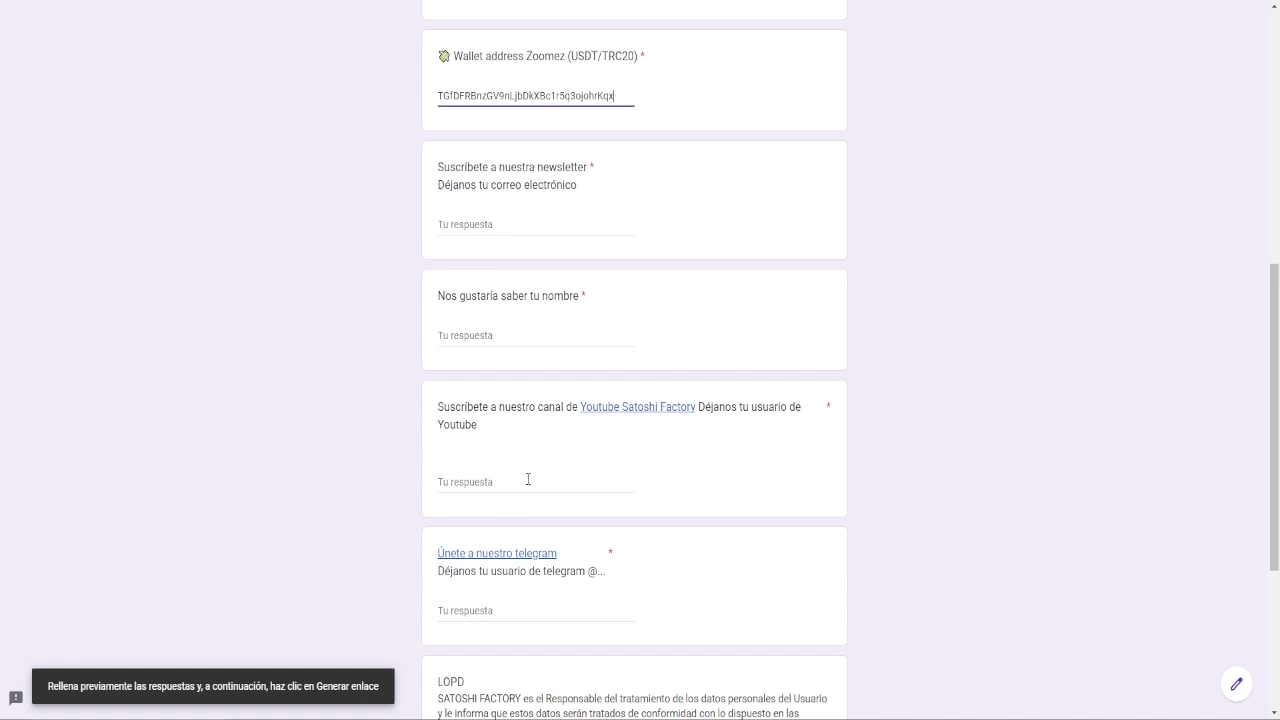 Wallet address Zoomez (USDT/TRC20) *
TGfDFRBnzGV9nLjbDkXBc1r5q3ojohrKqx
Suscríbete a nuestra newsletter *
Déjanos tu correo electrónico
Tu respuesta
Nos gustaría saber tu nombre *
Tu respuesta
Suscríbete a nuestro canal de Youtube Satoshi Factory Déjanos tu usuario de *
Youtube
Tu respuesta
Únete a nuestro telegram *
Déjanos tu usuario de telegram @...
Tu respuesta
LOPD
SATOSHI FACTORY es el Responsable del tratamiento de los datos personales del Usuario
y le informa que estos datos serán tratados de conformidad con lo dispuesto en las
Rellena previamente las respuestas y, a continuación, haz clic en Generar enlace